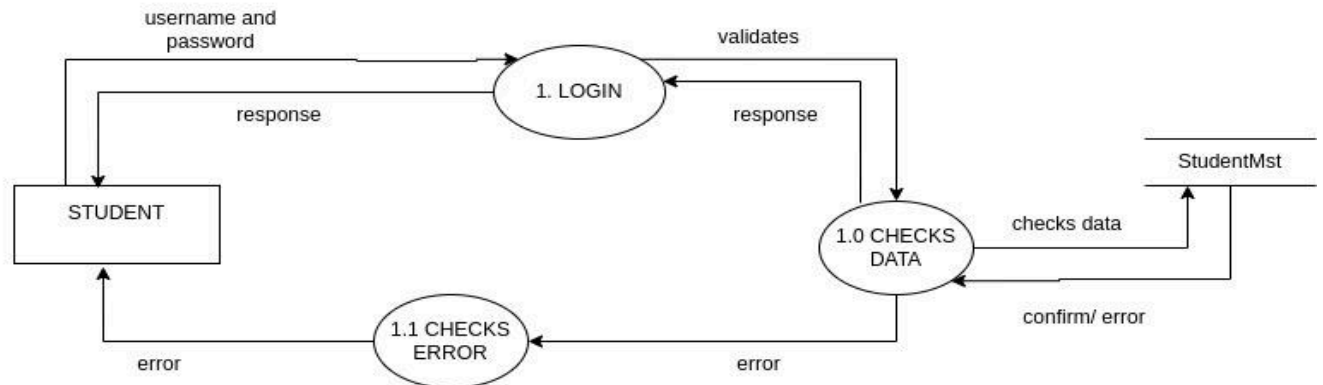 username and
password
validates
1. LOGIN
response
response
StudentMst
STUDENT
1.0 CHECKS
DATA
checks data
confirm/ error
1.1 CHECKS
ERROR
error
error